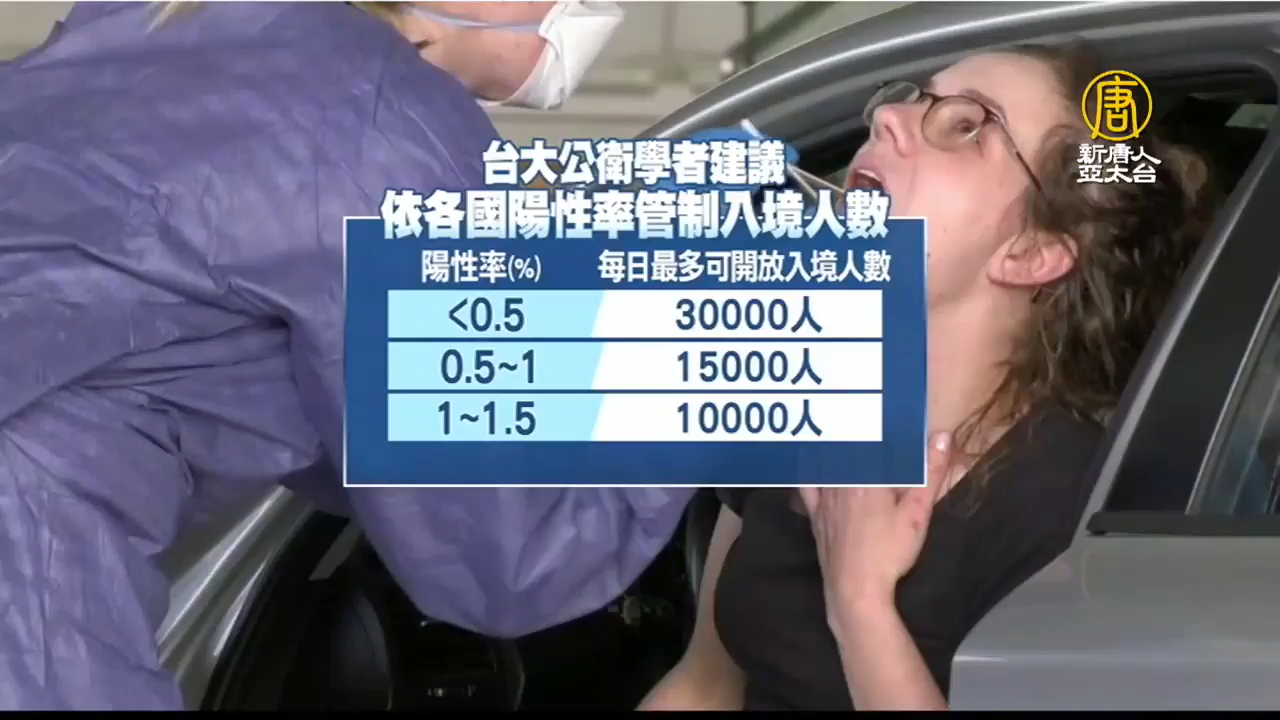 唐
新唐人
亞太台
台大公衛學者建議
依各國陽性率管制入境人數
陽性率(%) 每日最多可開放入境人數
<0.5 30000人
0.5~1 15000人
1~1.5 10000人